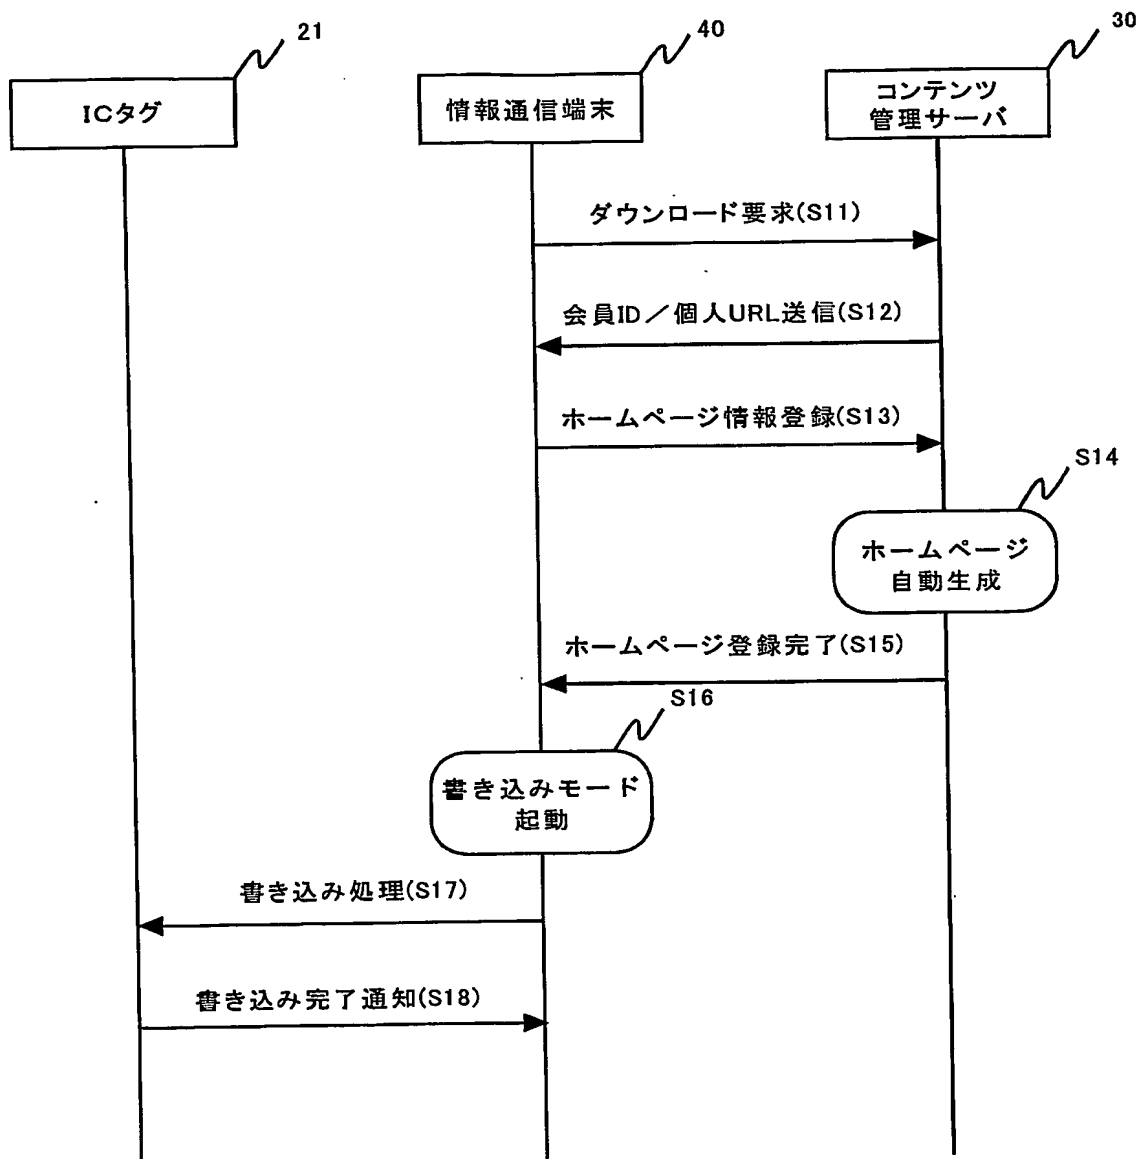 21
40
30
ICタグ
情報通信端末
コンテンツ
管理サーバ
ダウンロード要求(S11)
会員ID／個人URL送信(S12)
ホームページ情報登録(S13)
S14
ホームページ
自動生成
ホームページ登録完了(S15)
S16
書き込みモード
起動
書き込み処理(S17)
書き込み完了通知(S18)